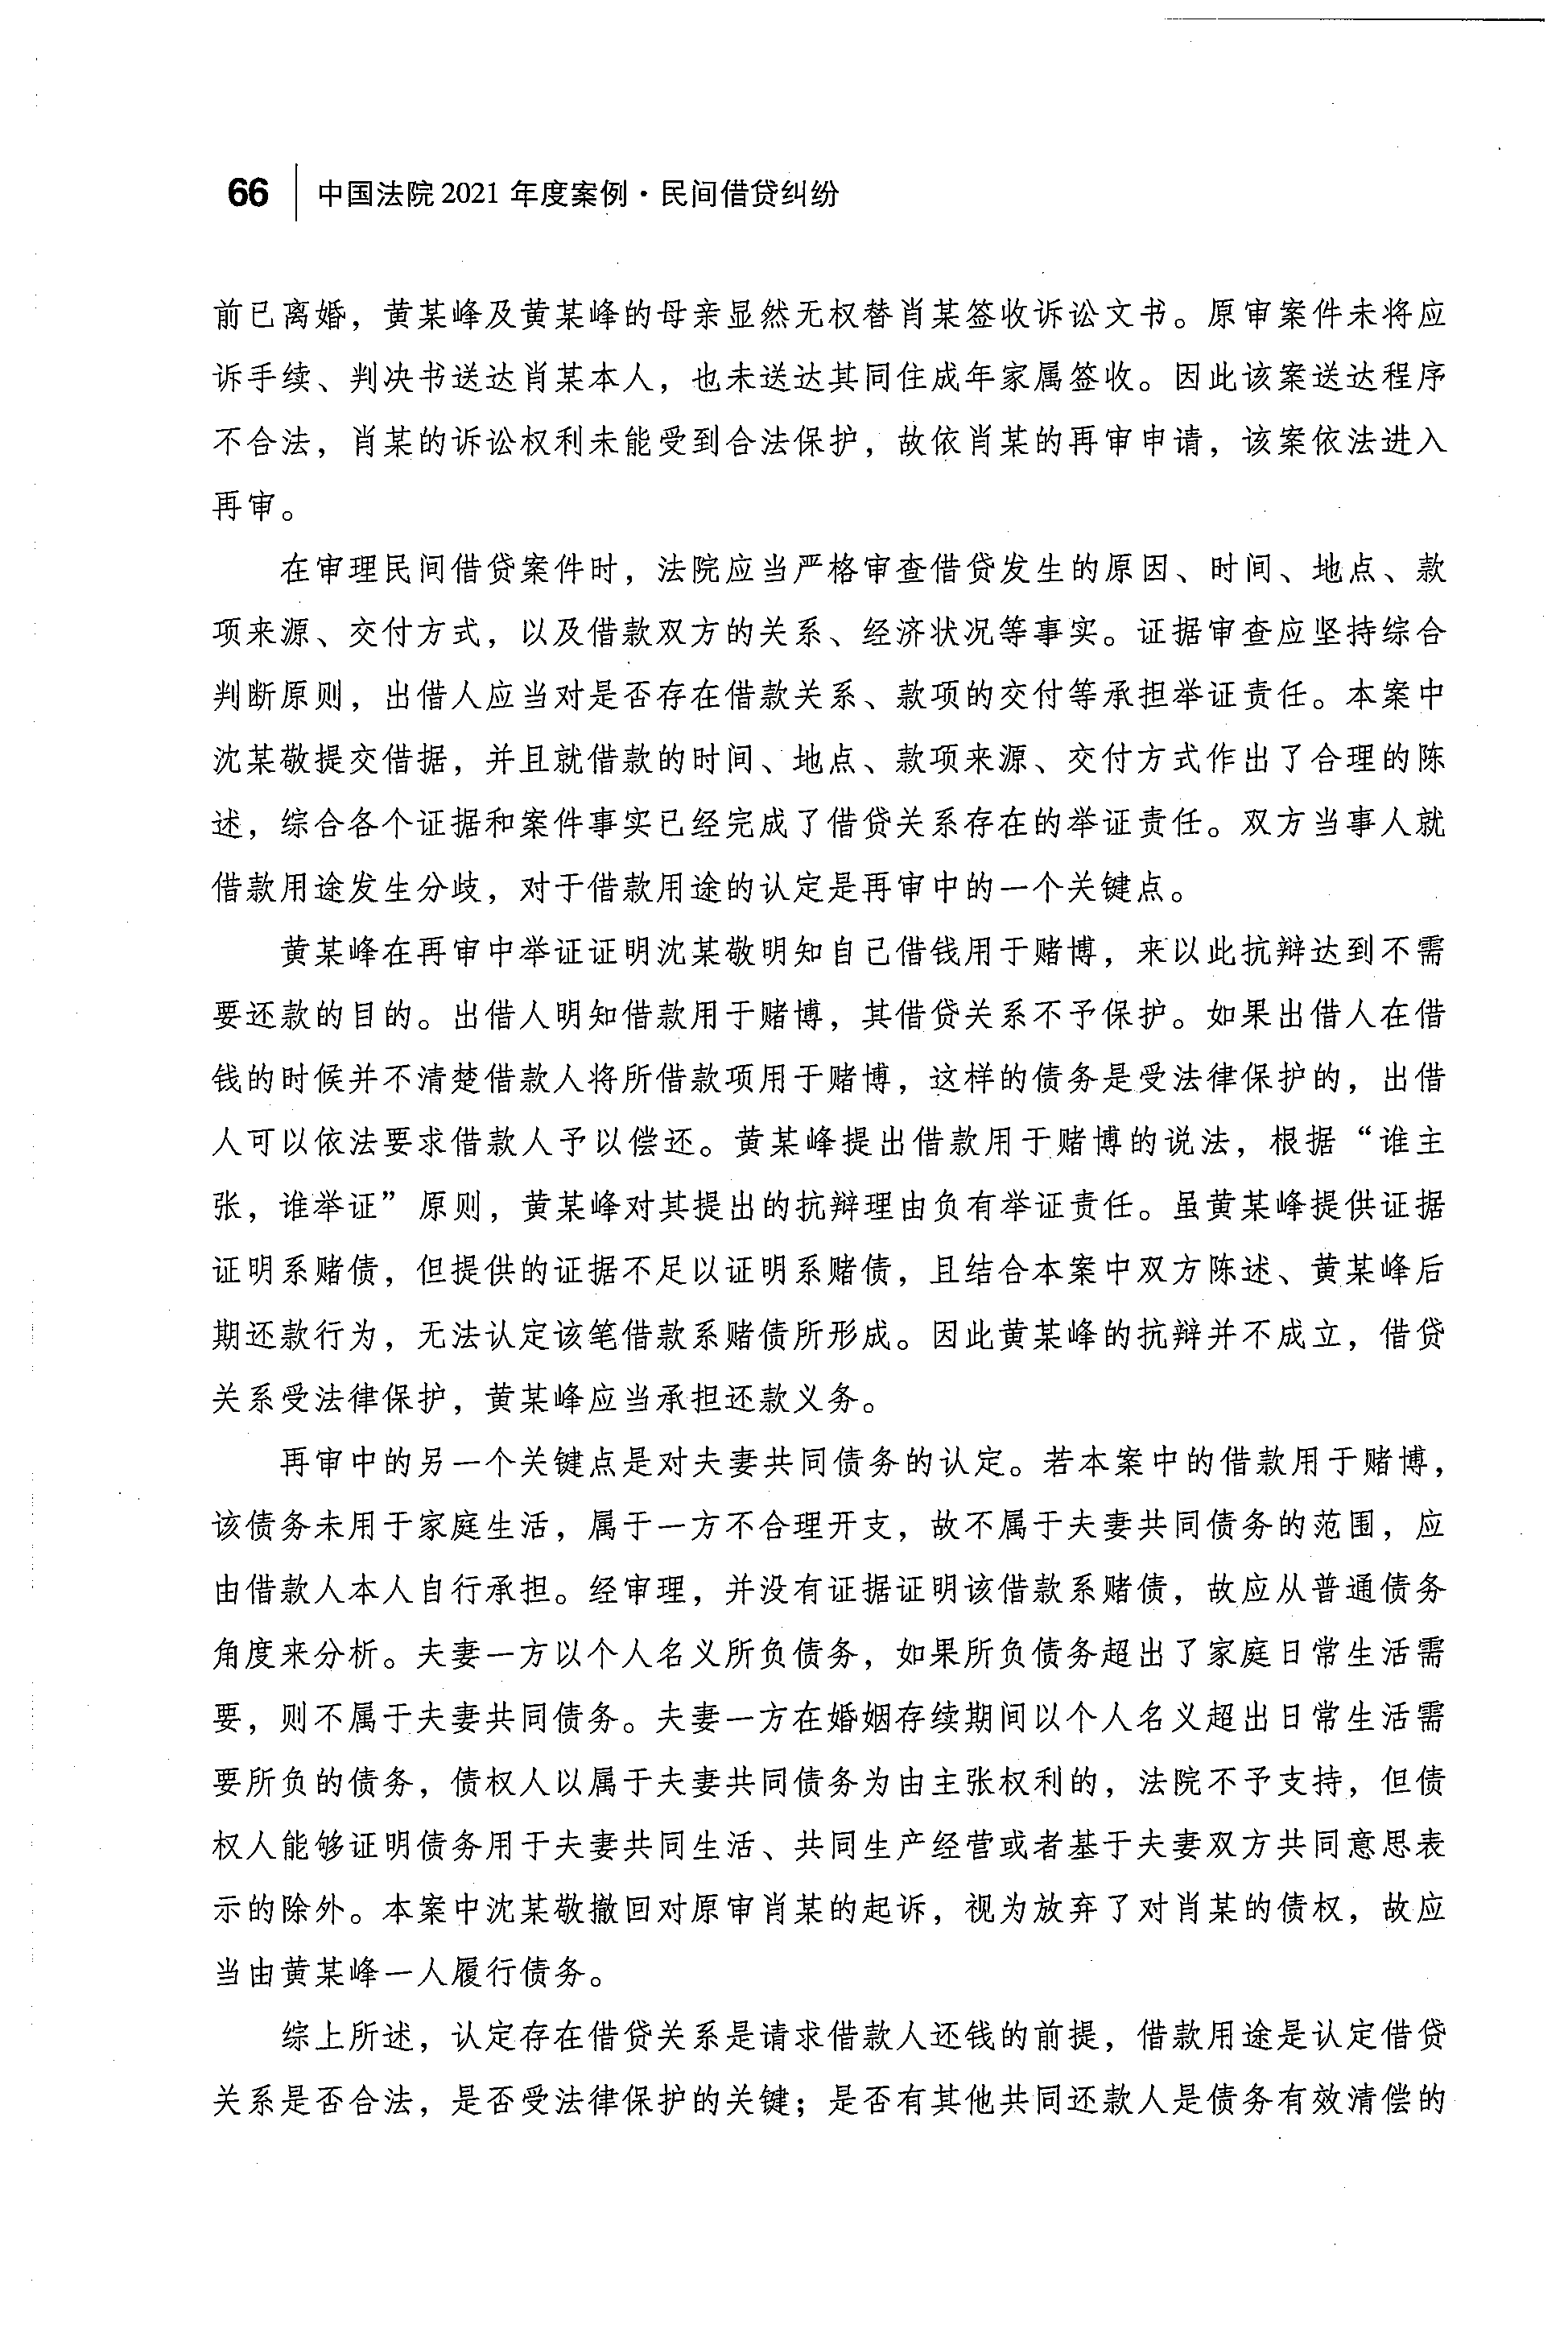 66 中国法院2021年度案例·民间借贷纠纷
前已离婚，黄某峰及黄某峰的母亲显然无权替肖某签收诉讼文书。原审案件未将应
诉手续、判决书送达肖某本人，也未送达其同住成年家属签收。因此该案送达程序
不合法，肖某的诉讼权利未能受到合法保护，故依肖某的再审申请，该案依法进入
再审。
在审理民间借贷案件时，法院应当严格审查借贷发生的原因、时间、地点、款
项来源、交付方式，以及借款双方的关系、经济状况等事实。证据审查应坚持综合
判断原则，出借人应当对是否存在借款关系、款项的交付等承担举证责任。本案中
沈某敬提交借据，并且就借款的时间、地点、款项来源、交付方式作出了合理的陈
述，综合各个证据和案件事实已经完成了借贷关系存在的举证责任。双方当事人就
借款用途发生分歧，对于借款用途的认定是再审中的一个关键点。
黄某峰在再审中举证证明沈某敬明知自己借钱用于赌博，来以此抗辩达到不需
要还款的目的。出借人明知借款用于赌博，其借贷关系不予保护。如果出借人在借
钱的时候并不清楚借款人将所借款项用于赌博，这样的债务是受法律保护的，出借
人可以依法要求借款人予以偿还。黄某峰提出借款用于赌博的说法，根据“谁主
张，谁举证”原则，黄某峰对其提出的抗辩理由负有举证责任。虽黄某峰提供证据
证明系赌债，但提供的证据不足以证明系赌债，且结合本案中双方陈述、黄某峰后
期还款行为，无法认定该笔借款系赌债所形成。因此黄某峰的抗辩并不成立，借贷
关系受法律保护，黄某峰应当承担还款义务。
再审中的另一个关键点是对夫妻共同债务的认定。若本案中的借款用于赌博，
该债务未用于家庭生活，属于一方不合理开支，故不属于夫妻共同债务的范围，应
由借款人本人自行承担。经审理，并没有证据证明该借款系赌债，故应从普通债务
角度来分析。夫妻一方以个人名义所负债务，如果所负债务超出了家庭日常生活需
要，则不属于夫妻共同债务。夫妻一方在婚姻存续期间以个人名义超出日常生活需
要所负的债务，债权人以属于夫妻共同债务为由主张权利的，法院不予支持，但债
权人能够证明债务用于夫妻共同生活、共同生产经营或者基于夫妻双方共同意思表
示的除外。本案中沈某敬撤回对原审肖某的起诉，视为放弃了对肖某的债权，故应
当由黄某峰一人履行债务。
综上所述，认定存在借贷关系是请求借款人还钱的前提，借款用途是认定借贷
关系是否合法，是否受法律保护的关键；是否有其他共同还款人是债务有效清偿的